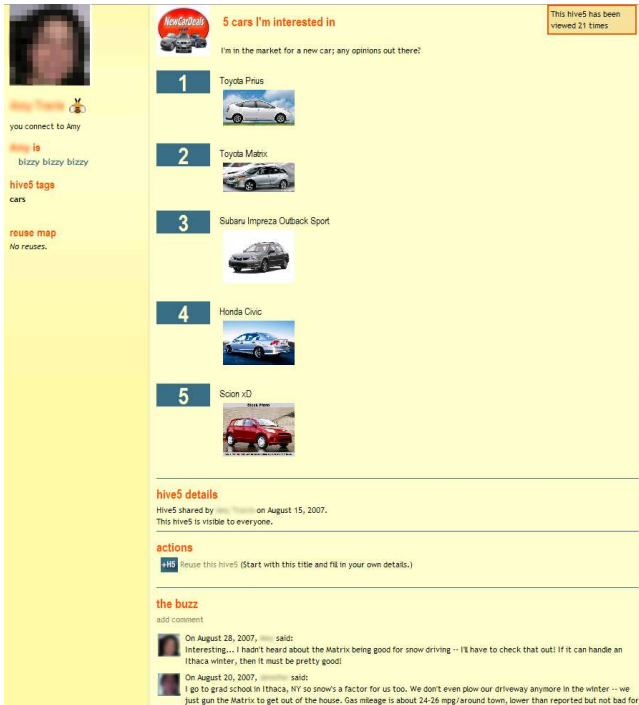 NewCarDeals
5 cars I'm interested in
This hive5 has been
viewed 21 times
I'm in the market for a new car; any opinions out there?
you connect to Amy
is
bizzy bizzy bizzy
hive5 tags
cars
reuse map
No reuses.
1
Toyota Prius
2
Toyota Matrix
3
Subaru Impreza Outback Sport
4
Honda Civic
5
Scion xD
Stock Photo
hive5 details
Hive5 shared by on August 15, 2007.
This hive5 is visible to everyone.
actions
+H5 Reuse this hive5 (Start with this title and fill in your own details.)
the buzz
add comment
On August 28, 2007, said:
Interesting... I hadn't heard about the Matrix being good for snow driving -- I'll have to check that out! If it can handle an
Ithaca winter, then it must be pretty good!
On August 20, 2007, said:
I go to grad school in Ithaca, NY so snow's a factor for us too. We don't even plow our driveway anymore in the winter -- we
just gun the Matrix to get out of the house. Gas mileage is about 24-26 mpg/around town, lower than reported but not bad for